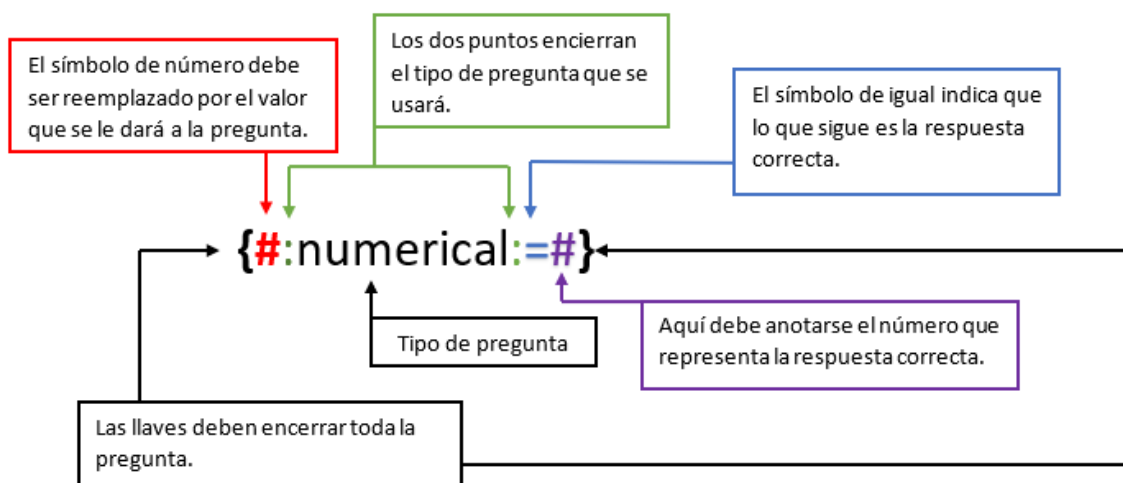 El símbolo de número debe
ser reemplazado por el valor
que se le dará a la pregunta.
Los dos puntos encierran
el tipo de pregunta que se
usará.
El símbolo de igual indica que
lo que sigue es la respuesta
correcta.
{#:numerical:=#}
Tipo de pregunta
Aquí debe anotarse el número que
representa la respuesta correcta.
Las llaves deben encerrar toda la
pregunta.